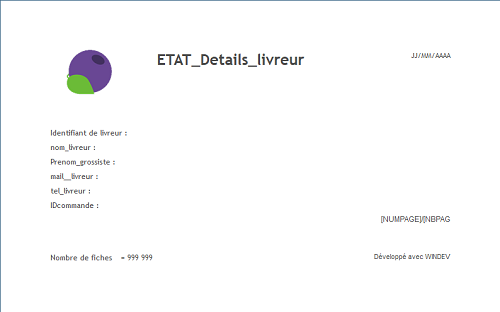 ETAT_Details_livreur
JJ/MM/AAAA
Identifiant de livreur :
nom_livreur :
Prenom_grossiste :
mail__livreur :
tel_livreur :
IDcommande :
[NUMPAGE]/[NBPAG
Nombre de fiches = 999 999
Développé avec WINDEV